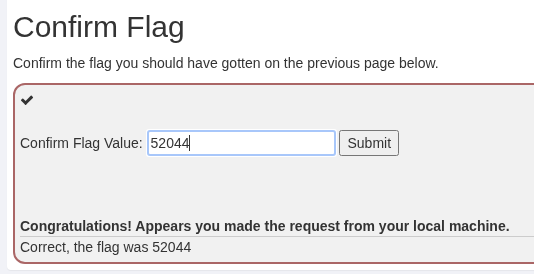 Confirm Flag
Confirm the flag you should have gotten on the previous page below.
Confirm Flag Value: 52044 Submit
Congratulations! Appears you made the request from your local machine.
Correct, the flag was 52044